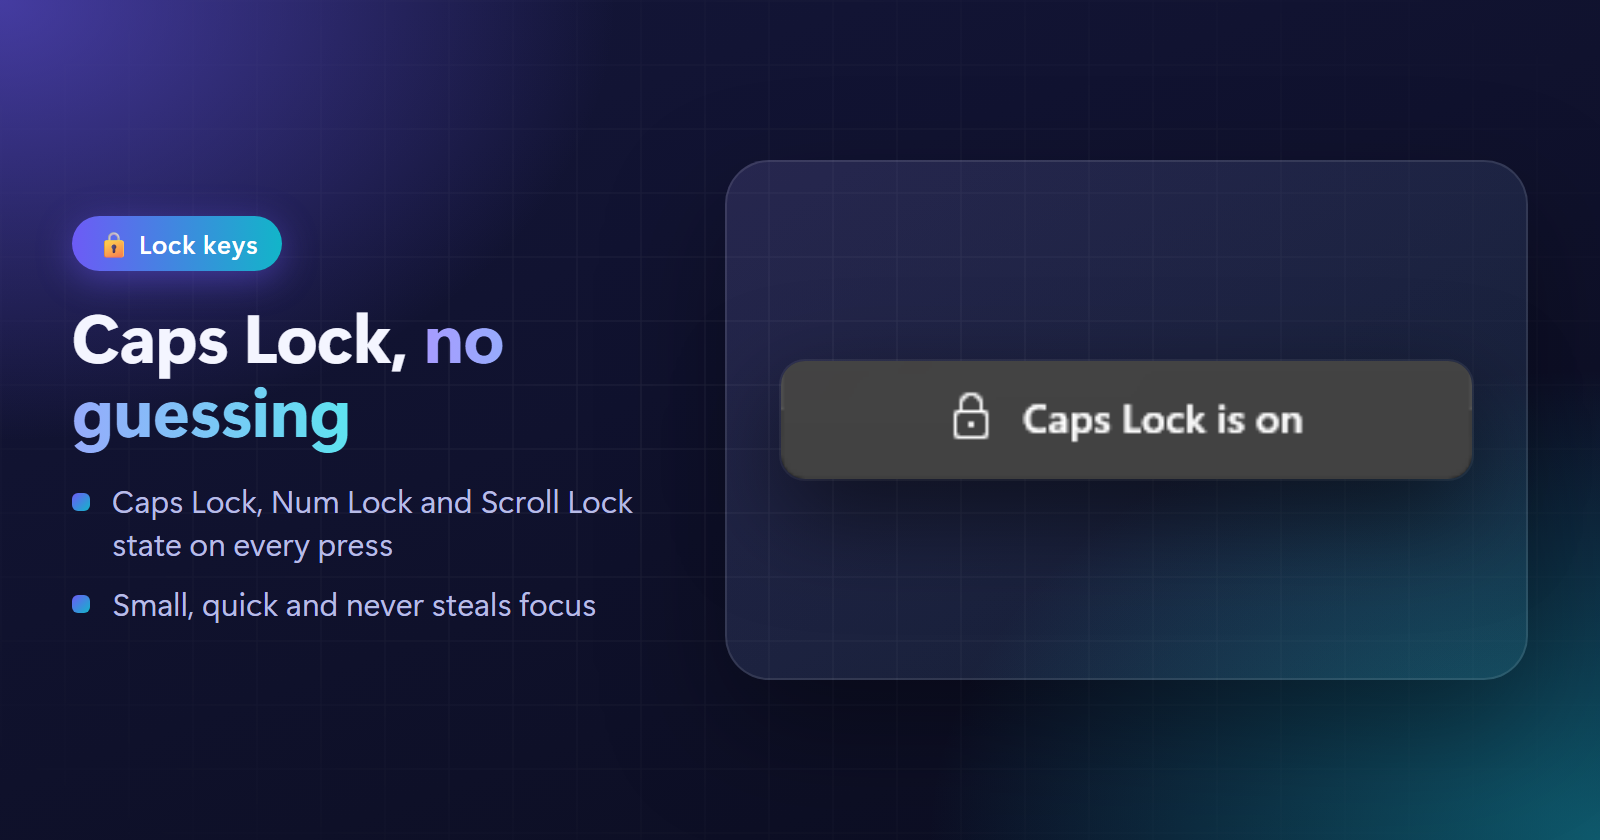 Lock keys
Caps Lock, no
guessing
Caps Lock, Num Lock and Scroll Lock
state on every press
Small, quick and never steals focus
Caps Lock is on